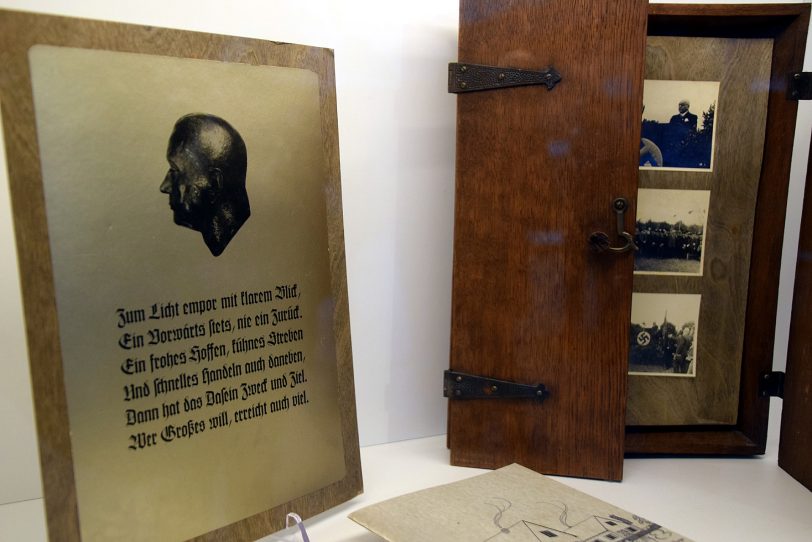 Zum Licht empor mit klarem Blick,
Ein Vorwärts stets, nie ein Zurück.
Ein frohes Hoffen, kühnes Streben
Und schnelles Handeln auch daneben,
Dann hat das Dasein Zweck und Ziel.
Wer Großes will, erreicht auch viel.